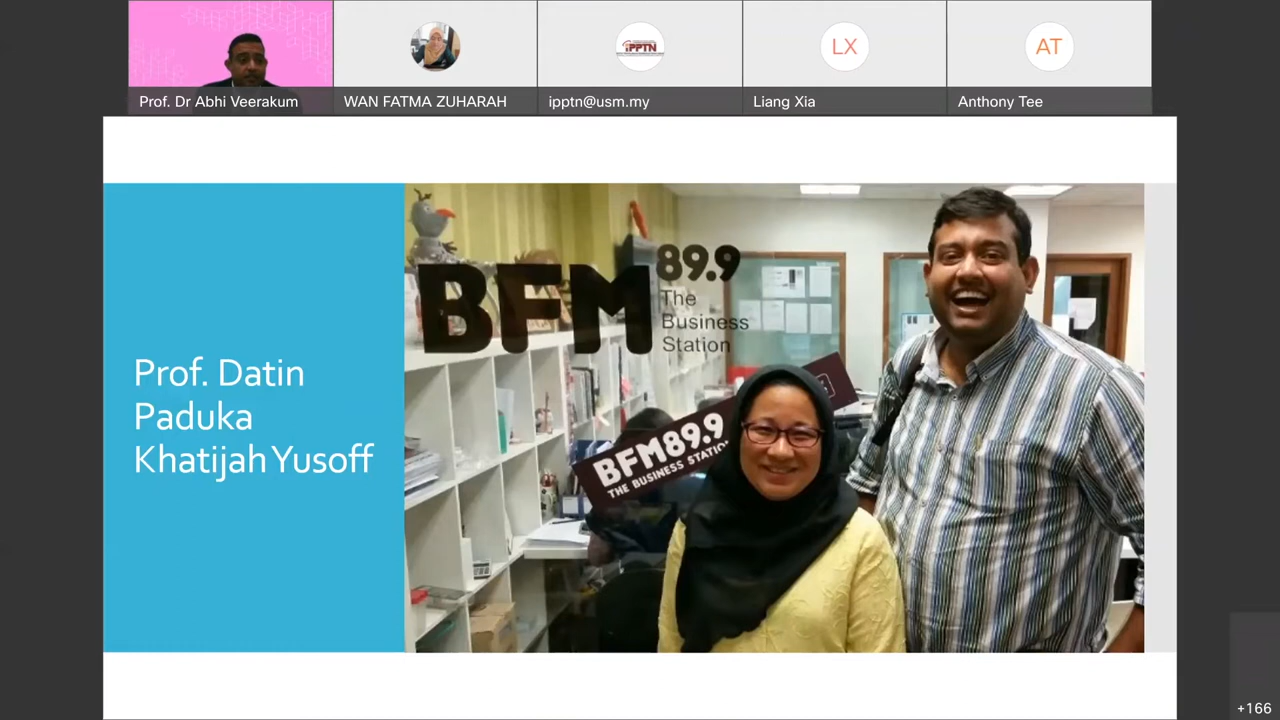 Prof. Dr Abhi Veerakum
WAN FATMA ZUHARAH
iPPTN
ipptn@usm.my
LX
Liang Xia
AT
Anthony Tee
Prof. Datin
Paduka
Khatijah Yusoff
BFM 89.9
The
Business
Station
BFM89.9
THE BUSINESS STATION
+166